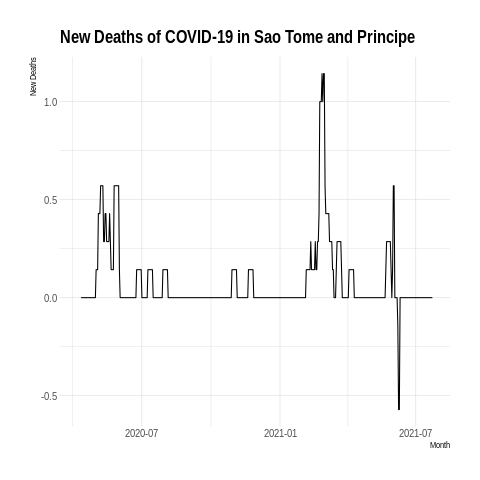 New Deaths of COVID-19 in Sao Tome and Principe
New Deaths
1.0
0.5
0.0
-0.5
2020-07
2021-01
2021-07
Month